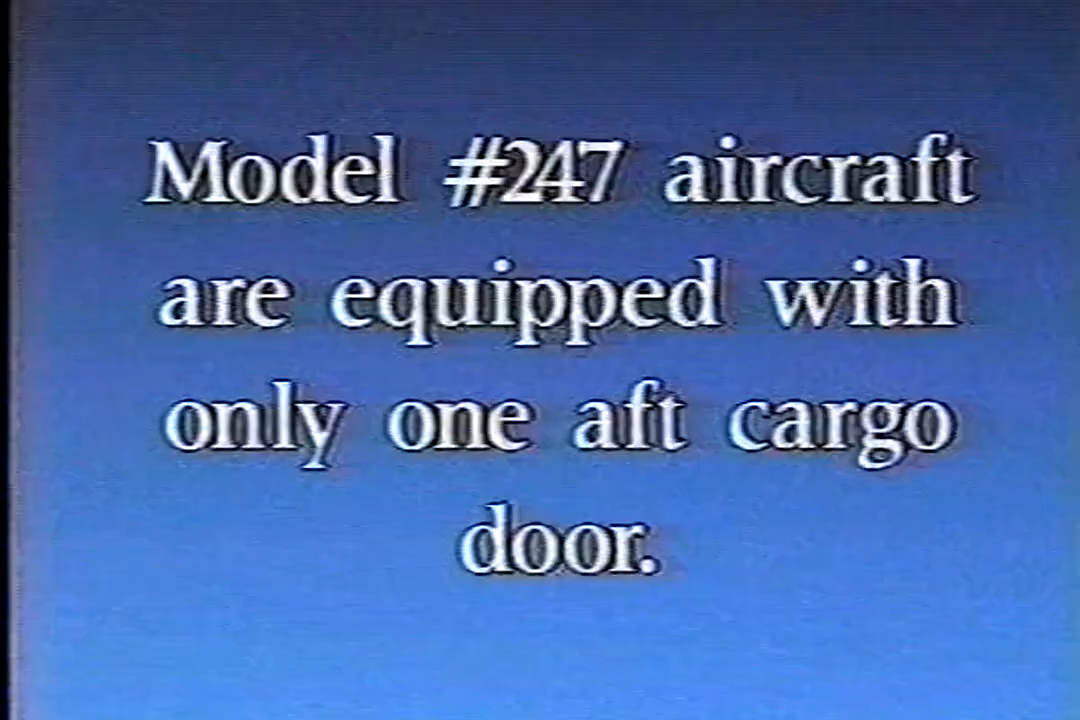 Model #247 aircraft
are equipped with
only one aft cargo
door.